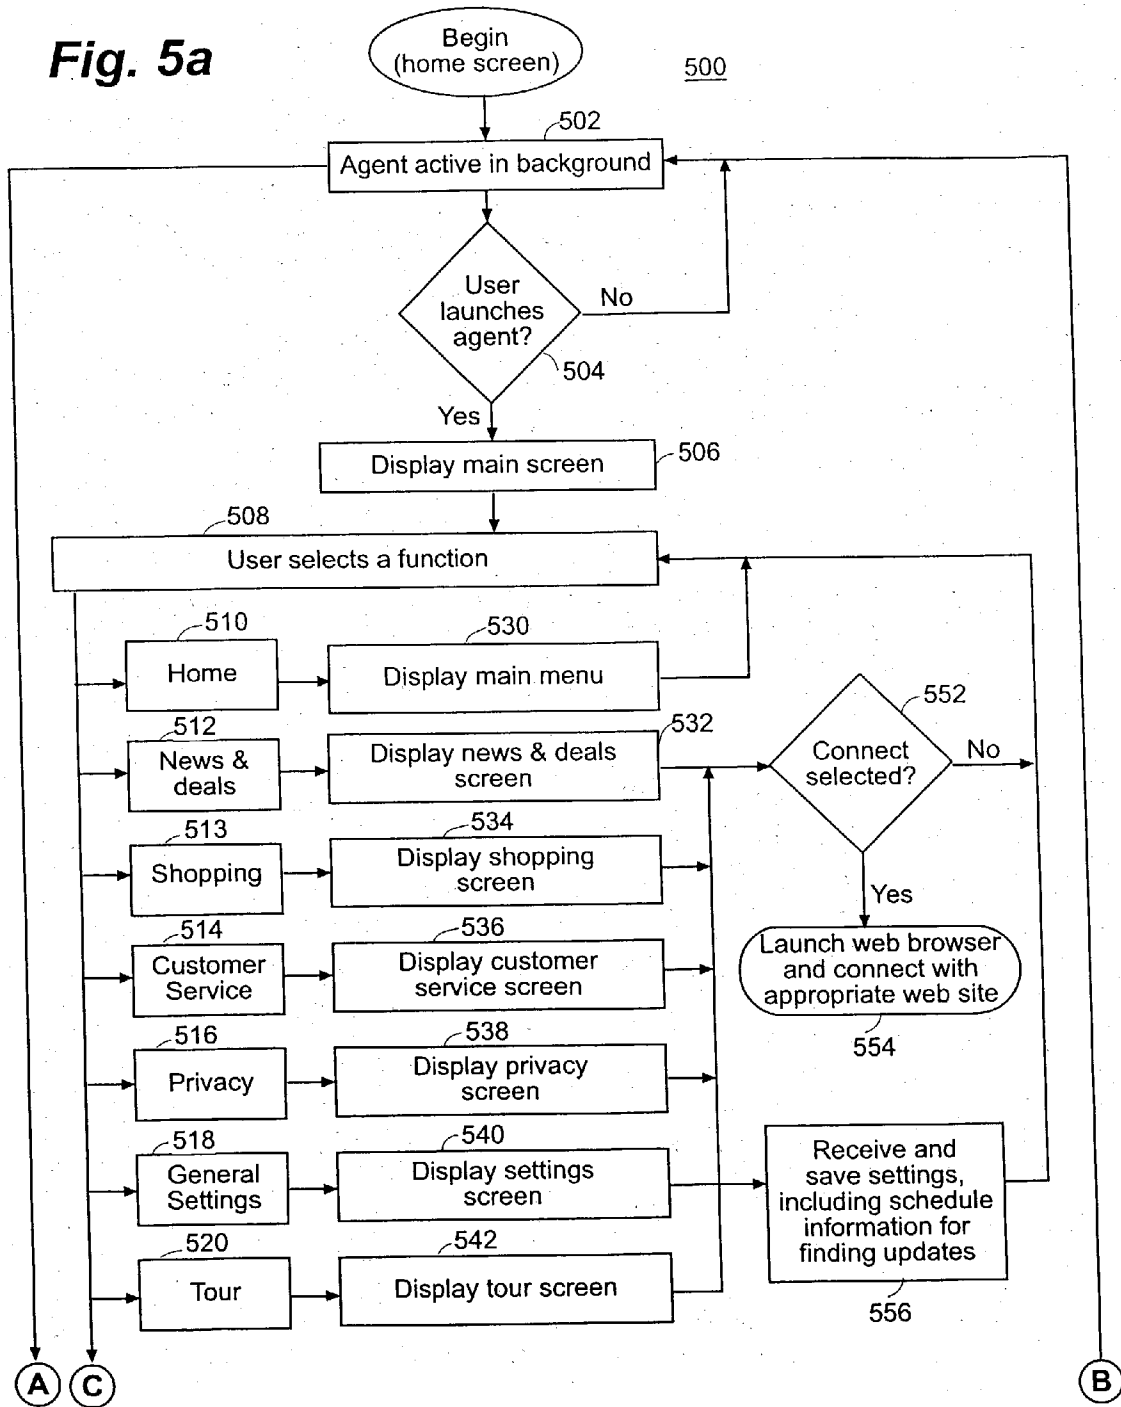 Fig. 5a
Begin
(home screen)
500
502
Agent active in background
User
launches
agent?
No
504
Yes
Display main screen
506
508
User selects a function
510
Home
530
Display main menu
512
News &
deals
532
Display news & deals
screen
552
Connect
selected?
No
513
Shopping
534
Display shopping
screen
Yes
514
Customer
Service
536
Display customer
service screen
Launch web browser
and connect with
appropriate web site
554
516
Privacy
538
Display privacy
screen
518
General
Settings
540
Display settings
screen
Receive and
save settings,
including schedule
information for
finding updates
556
520
Tour
542
Display tour screen
A
C
B